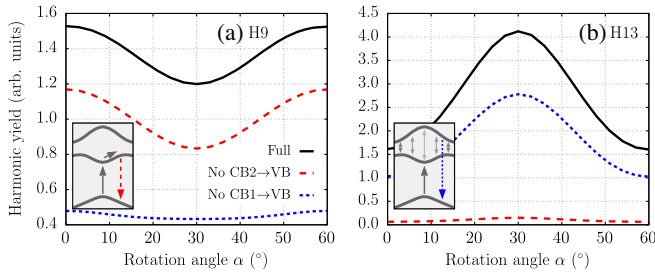 (a) H9
Harmonic yield (arb. units)
1.6
1.4
1.2
1.0
0.8
0.6
0.4
Full
No CB2→VB
No CB1→VB
0 10 20 30 40 50 60
Rotation angle α (°)
(b) H13
4.5
4.0
3.5
3.0
2.5
2.0
1.5
1.0
0.5
0.0
0 10 20 30 40 50 60
Rotation angle α (°)